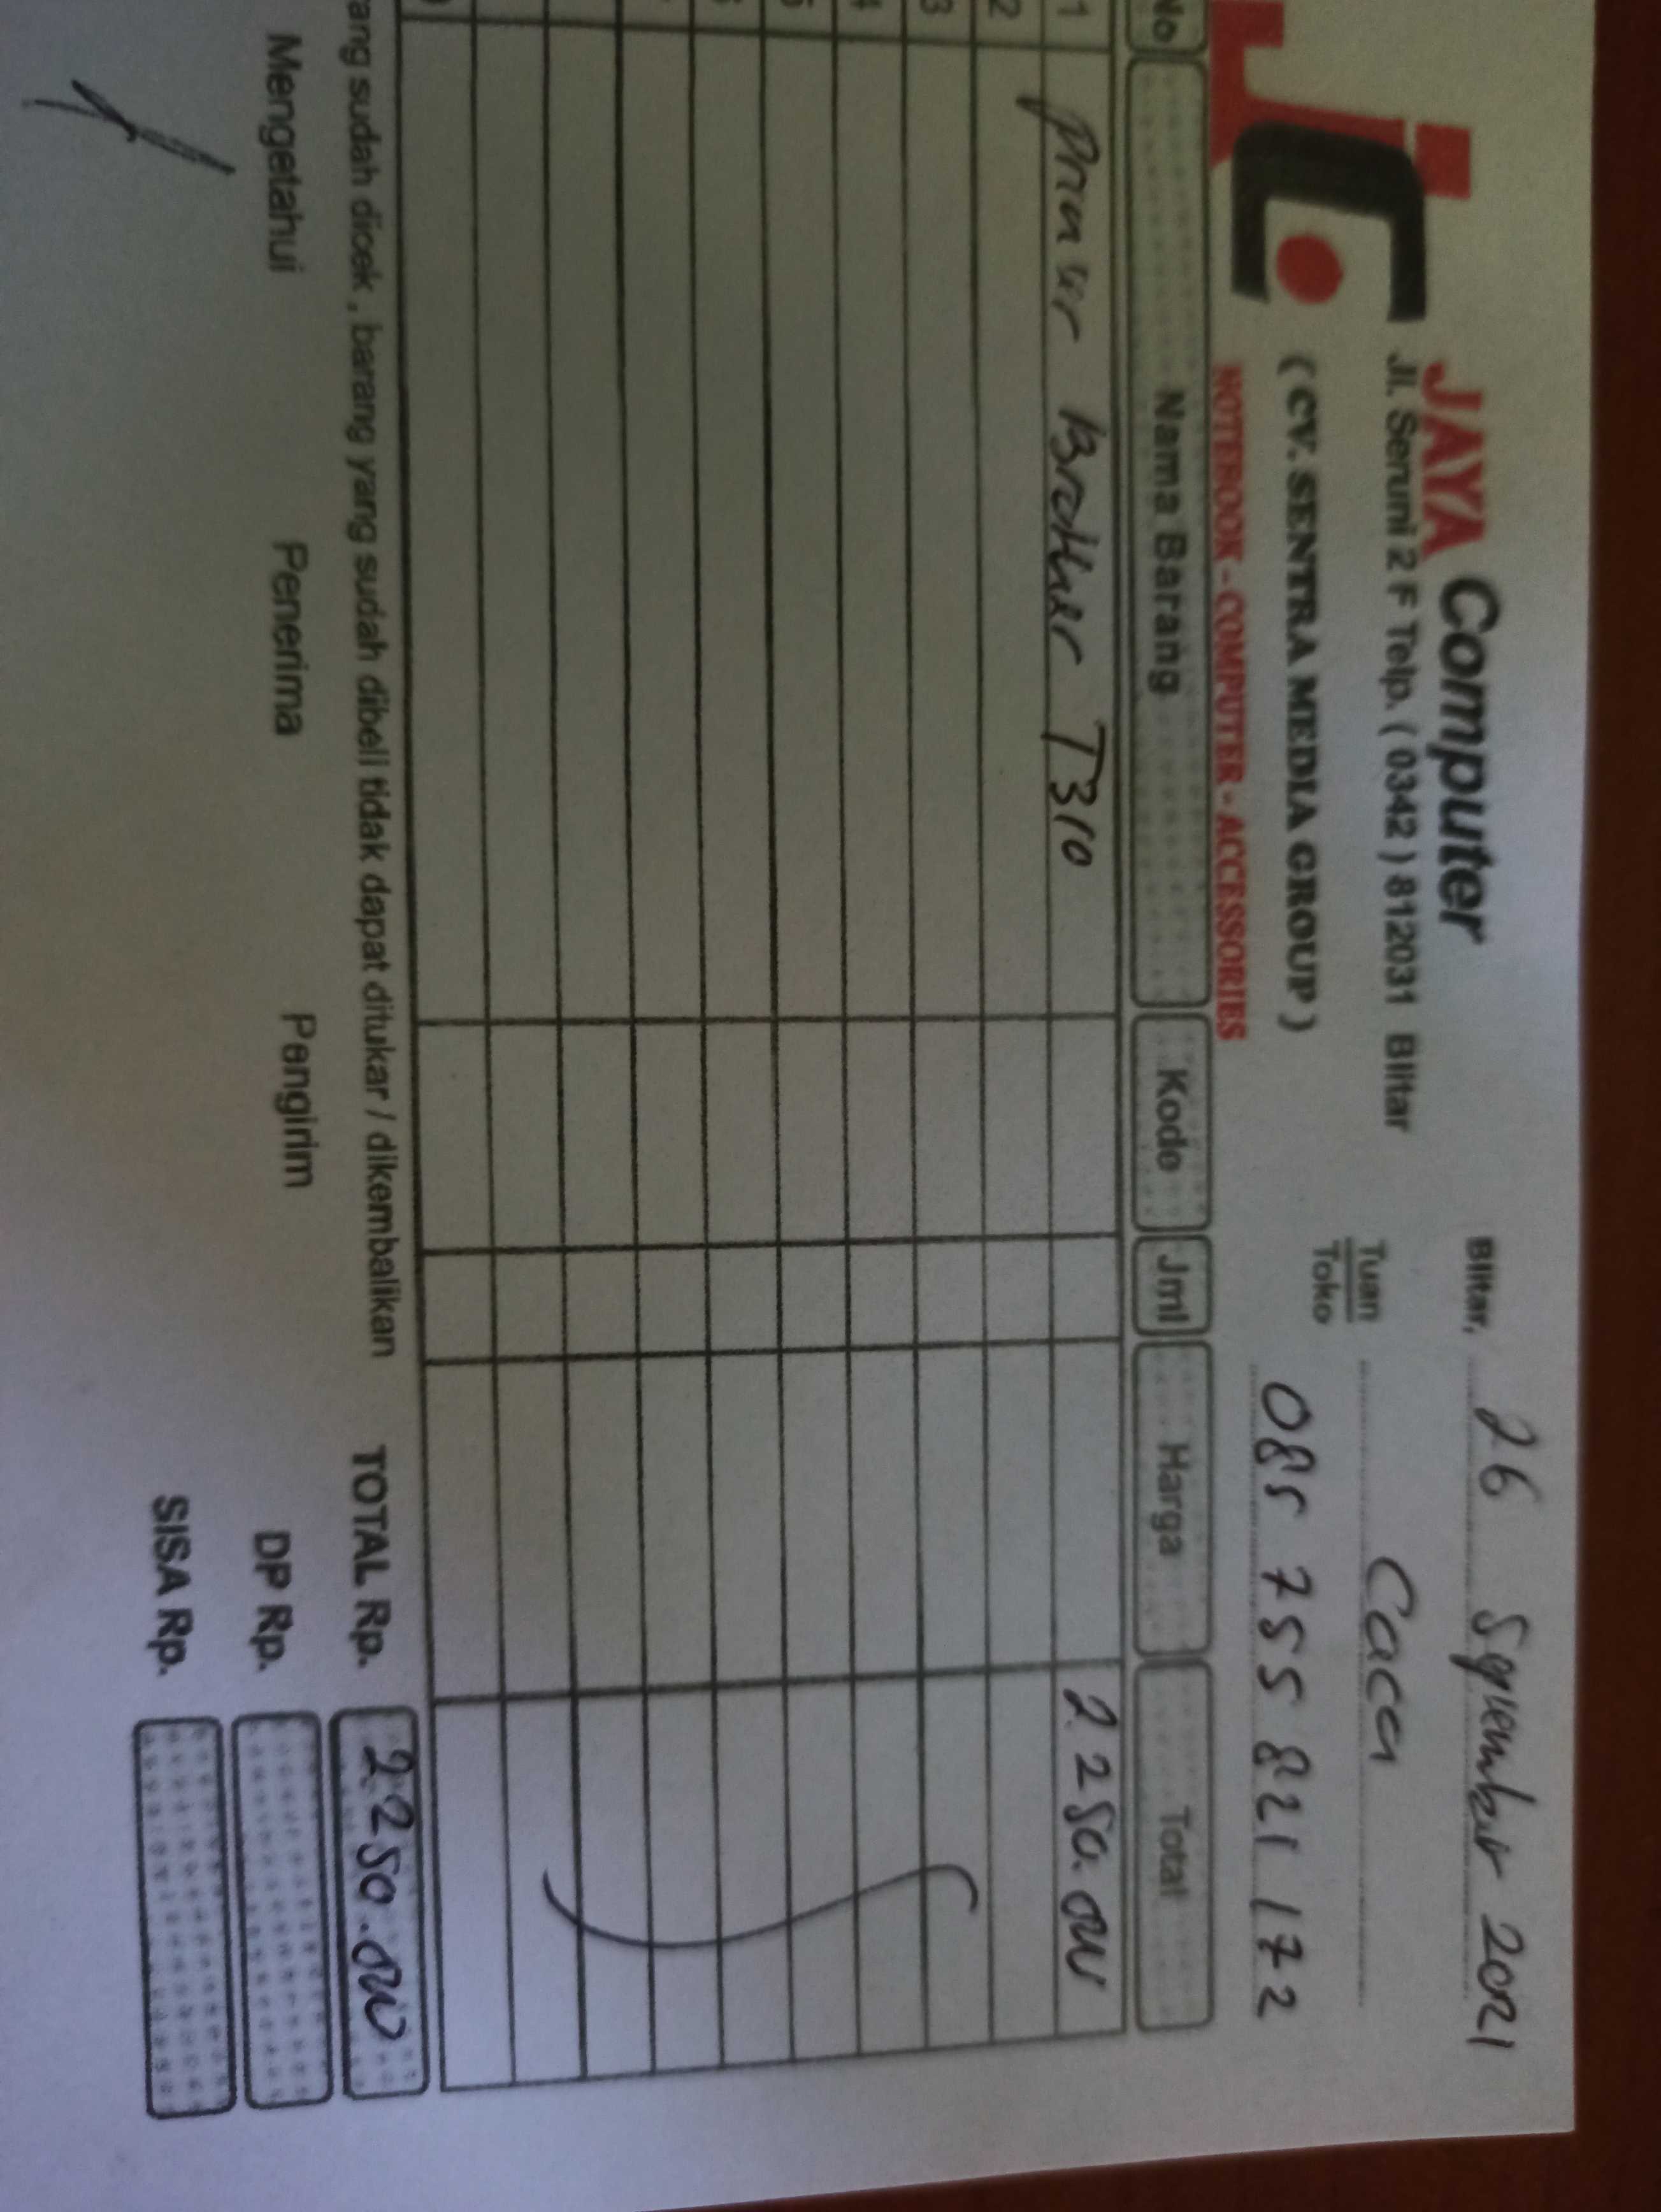 JC
JAYA Computer
Jl. Seruni 2 F Telp. ( 0342 ) 812031 Blitar
( CV. SENTRA MEDIA GROUP )
NOTEBOOK - COMPUTER - ACCESSORIES
Blitar, 26 September 2021
Tuan
Toko
Caca
085 755 821 172
No Nama Barang Kode Jml Harga Total
1 Printer Brother T310 2.250.000
2
3
4
5
6
ang sudah dicek, barang yang sudah dibeli tidak dapat ditukar / dikembalikan
TOTAL Rp. 2.250.000
Mengetahui Penerima Pengirim
DP Rp.
SISA Rp.